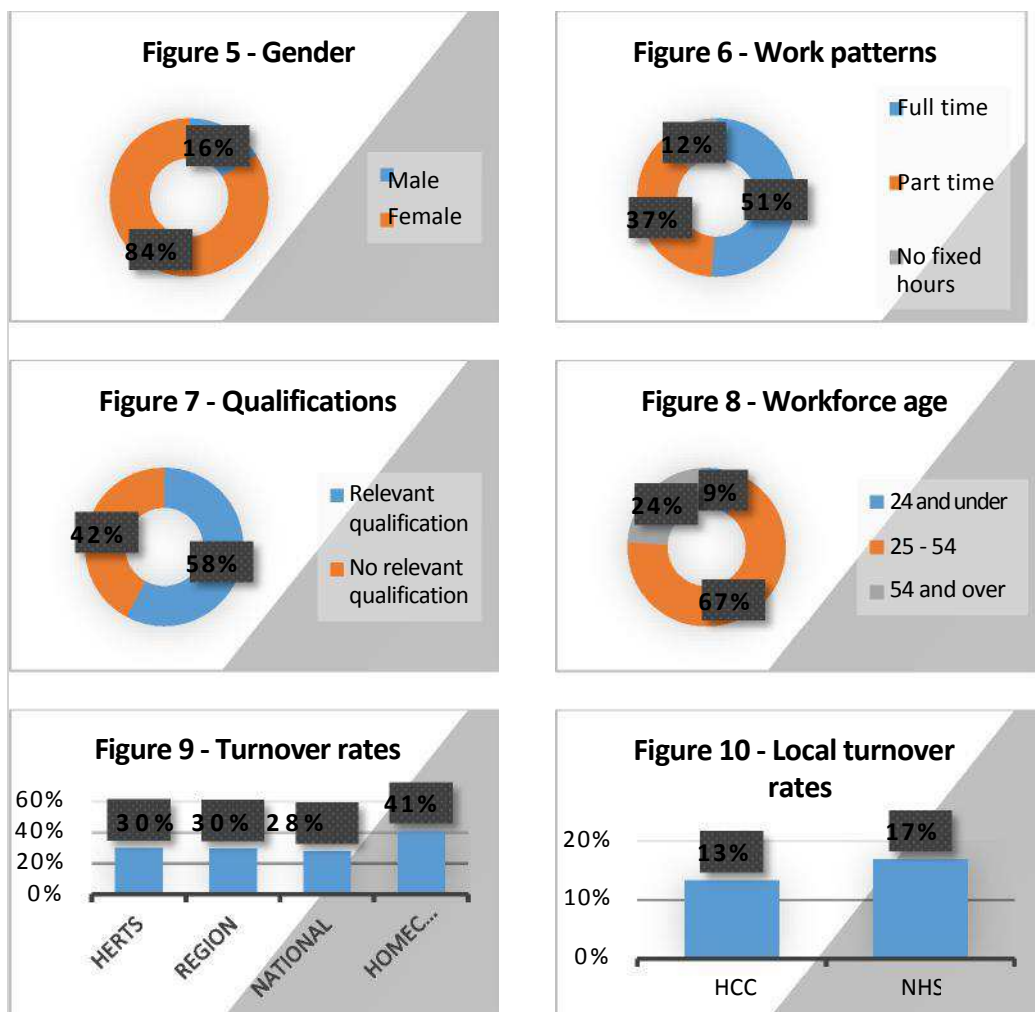 Figure 5 - Gender
16%
84%
Male
Female
Figure 6 - Work patterns
12%
51%
37%
Full time
Part time
No fixed
hours
Figure 7 - Qualifications
42%
58%
Relevant
qualification
No relevant
qualification
Figure 8 - Workforce age
24%
9%
67%
24 and under
25 - 54
54 and over
Figure 9 - Turnover rates
60%
40%
20%
0%
30%
30%
28%
41%
HERTS
REGION
NATIONAL
HOMEC...
Figure 10 - Local turnover
rates
20%
10%
0%
13%
17%
HCC
NHS